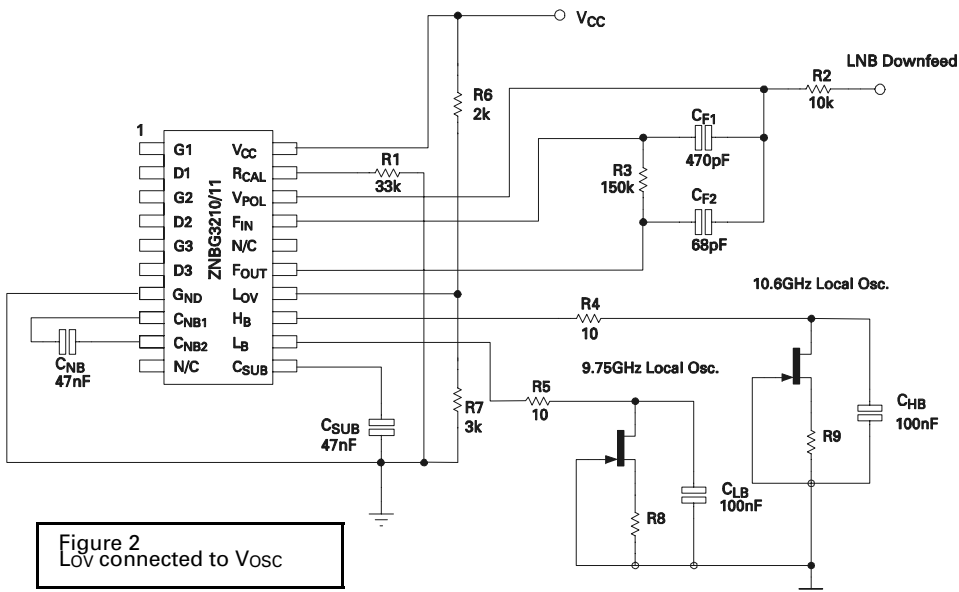 VCC
LNB Downfeed
R6
2k
R2
10k
1
CF1
470pF
R1
33k
R3
150k
CF2
68pF
ZNBG3210/11
G1 VCC
D1 RCAL
G2 VPOL
D2 FIN
G3 N/C
D3 FOUT
GND LOV
CNB1 HB
CNB2 LB
N/C CSUB
CNB
47nF
10.6GHz Local Osc.
R4
10
9.75GHz Local Osc.
R5
10
R7
3k
CSUB
47nF
CHB
100nF
R9
CLB
100nF
R8
Figure 2
LOV connected to VOSC